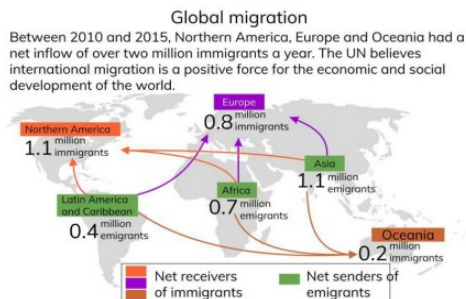 Global migration
Between 2010 and 2015, Northern America, Europe and Oceania had a
net inflow of over two million immigrants a year. The UN believes
international migration is a positive force for the economic and social
development of the world.
Europe
0.8 million immigrants
Northern America
1.1 million immigrants
Asia
1.1 million emigrants
Africa
0.7 million emigrants
Latin America
and Caribbean
0.4 million emigrants
Oceania
0.2 million immigrants
Net receivers
of immigrants
Net senders of
emigrants